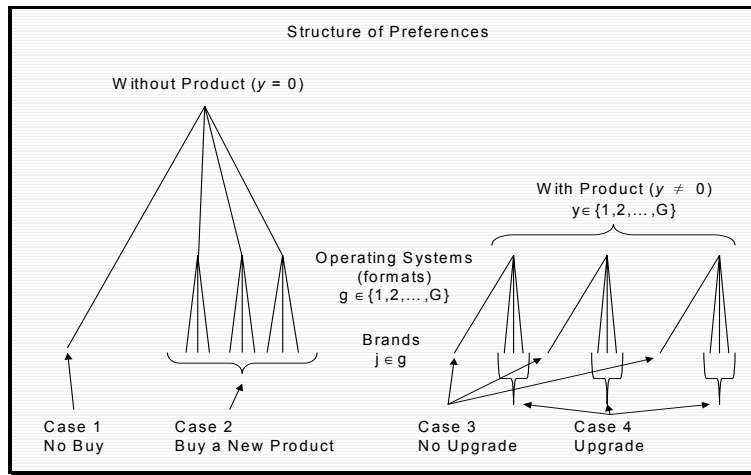 Structure of Preferences
Without Product (y = 0)
With Product (y ≠ 0)
y∈{1,2,...,G}
Operating Systems
(formats)
g∈{1,2,...,G}
Brands
j∈g
Case 1
No Buy
Case 2
Buy a New Product
Case 3
No Upgrade
Case 4
Upgrade